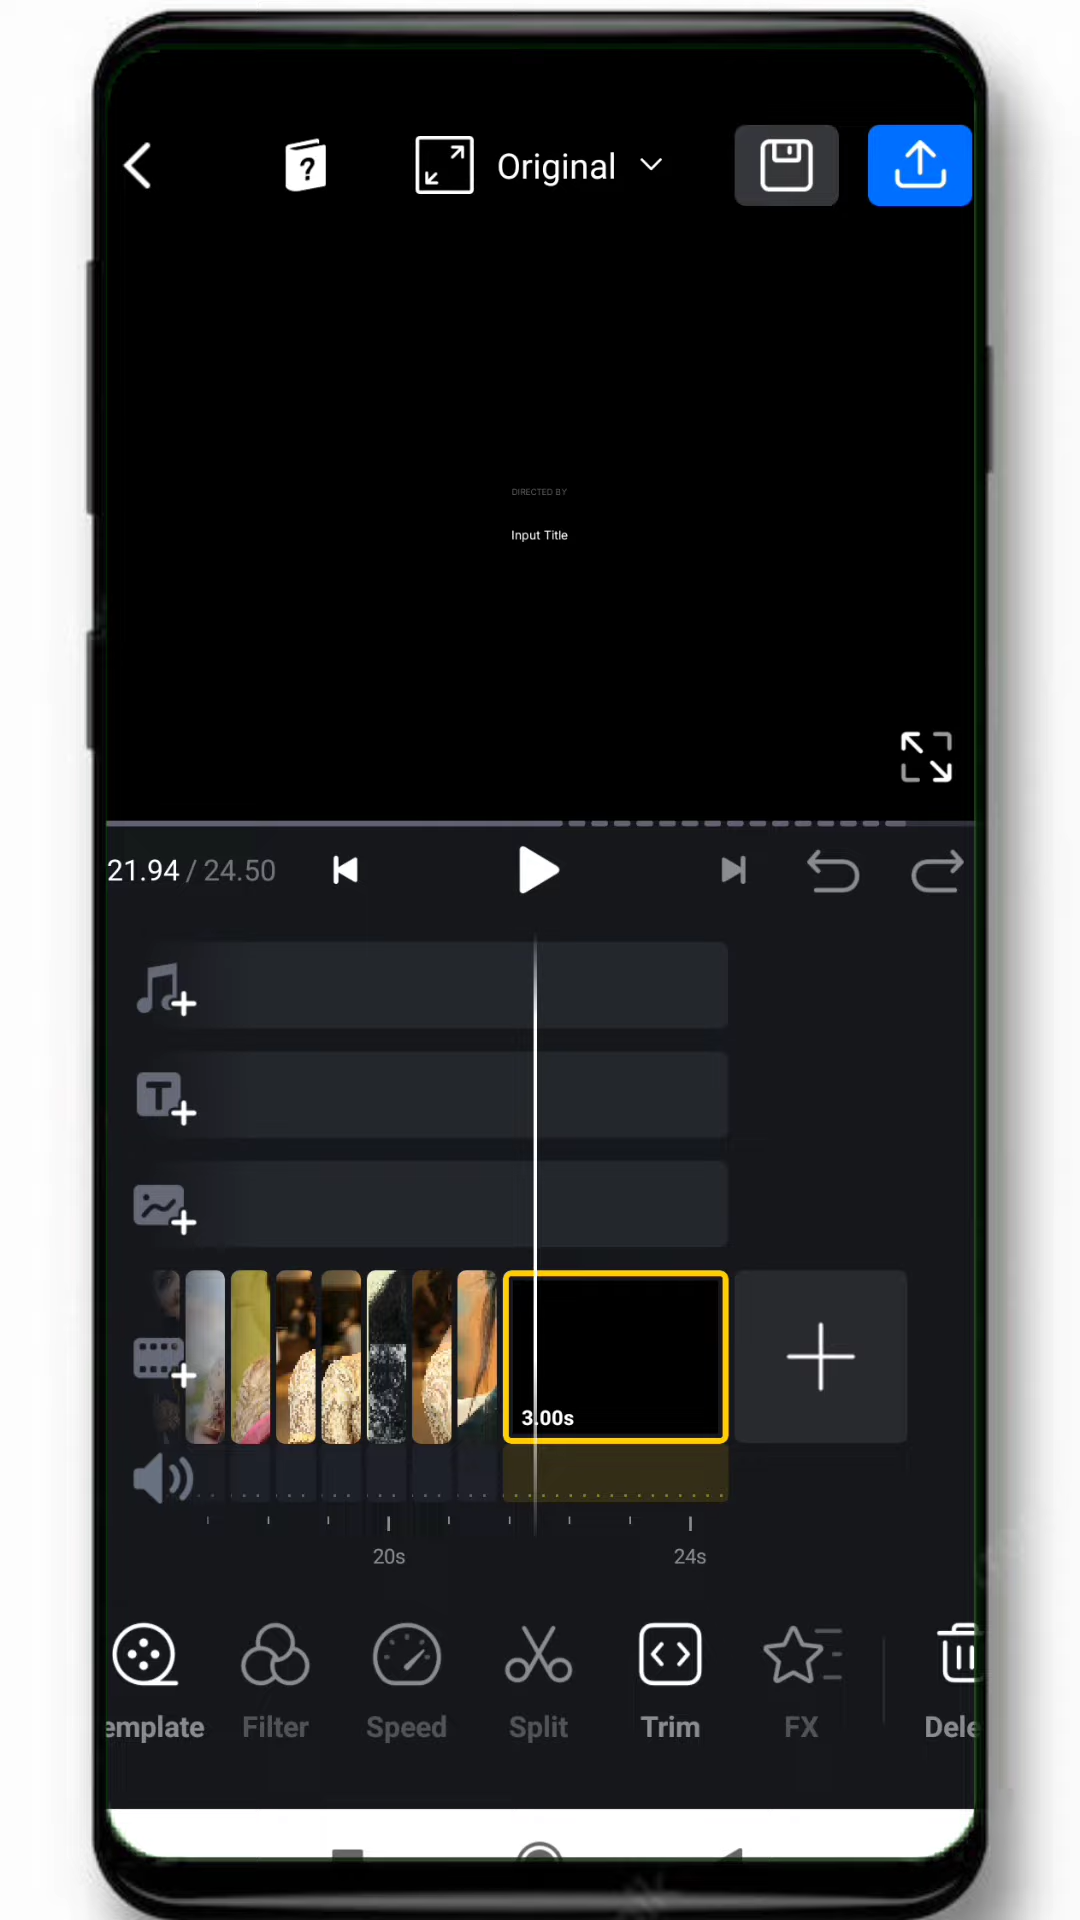 Original
DIRECTED BY
Input Title
21.94 / 24.50
3.00s
20s 24s
emplate Filter Speed Split Trim FX Dele